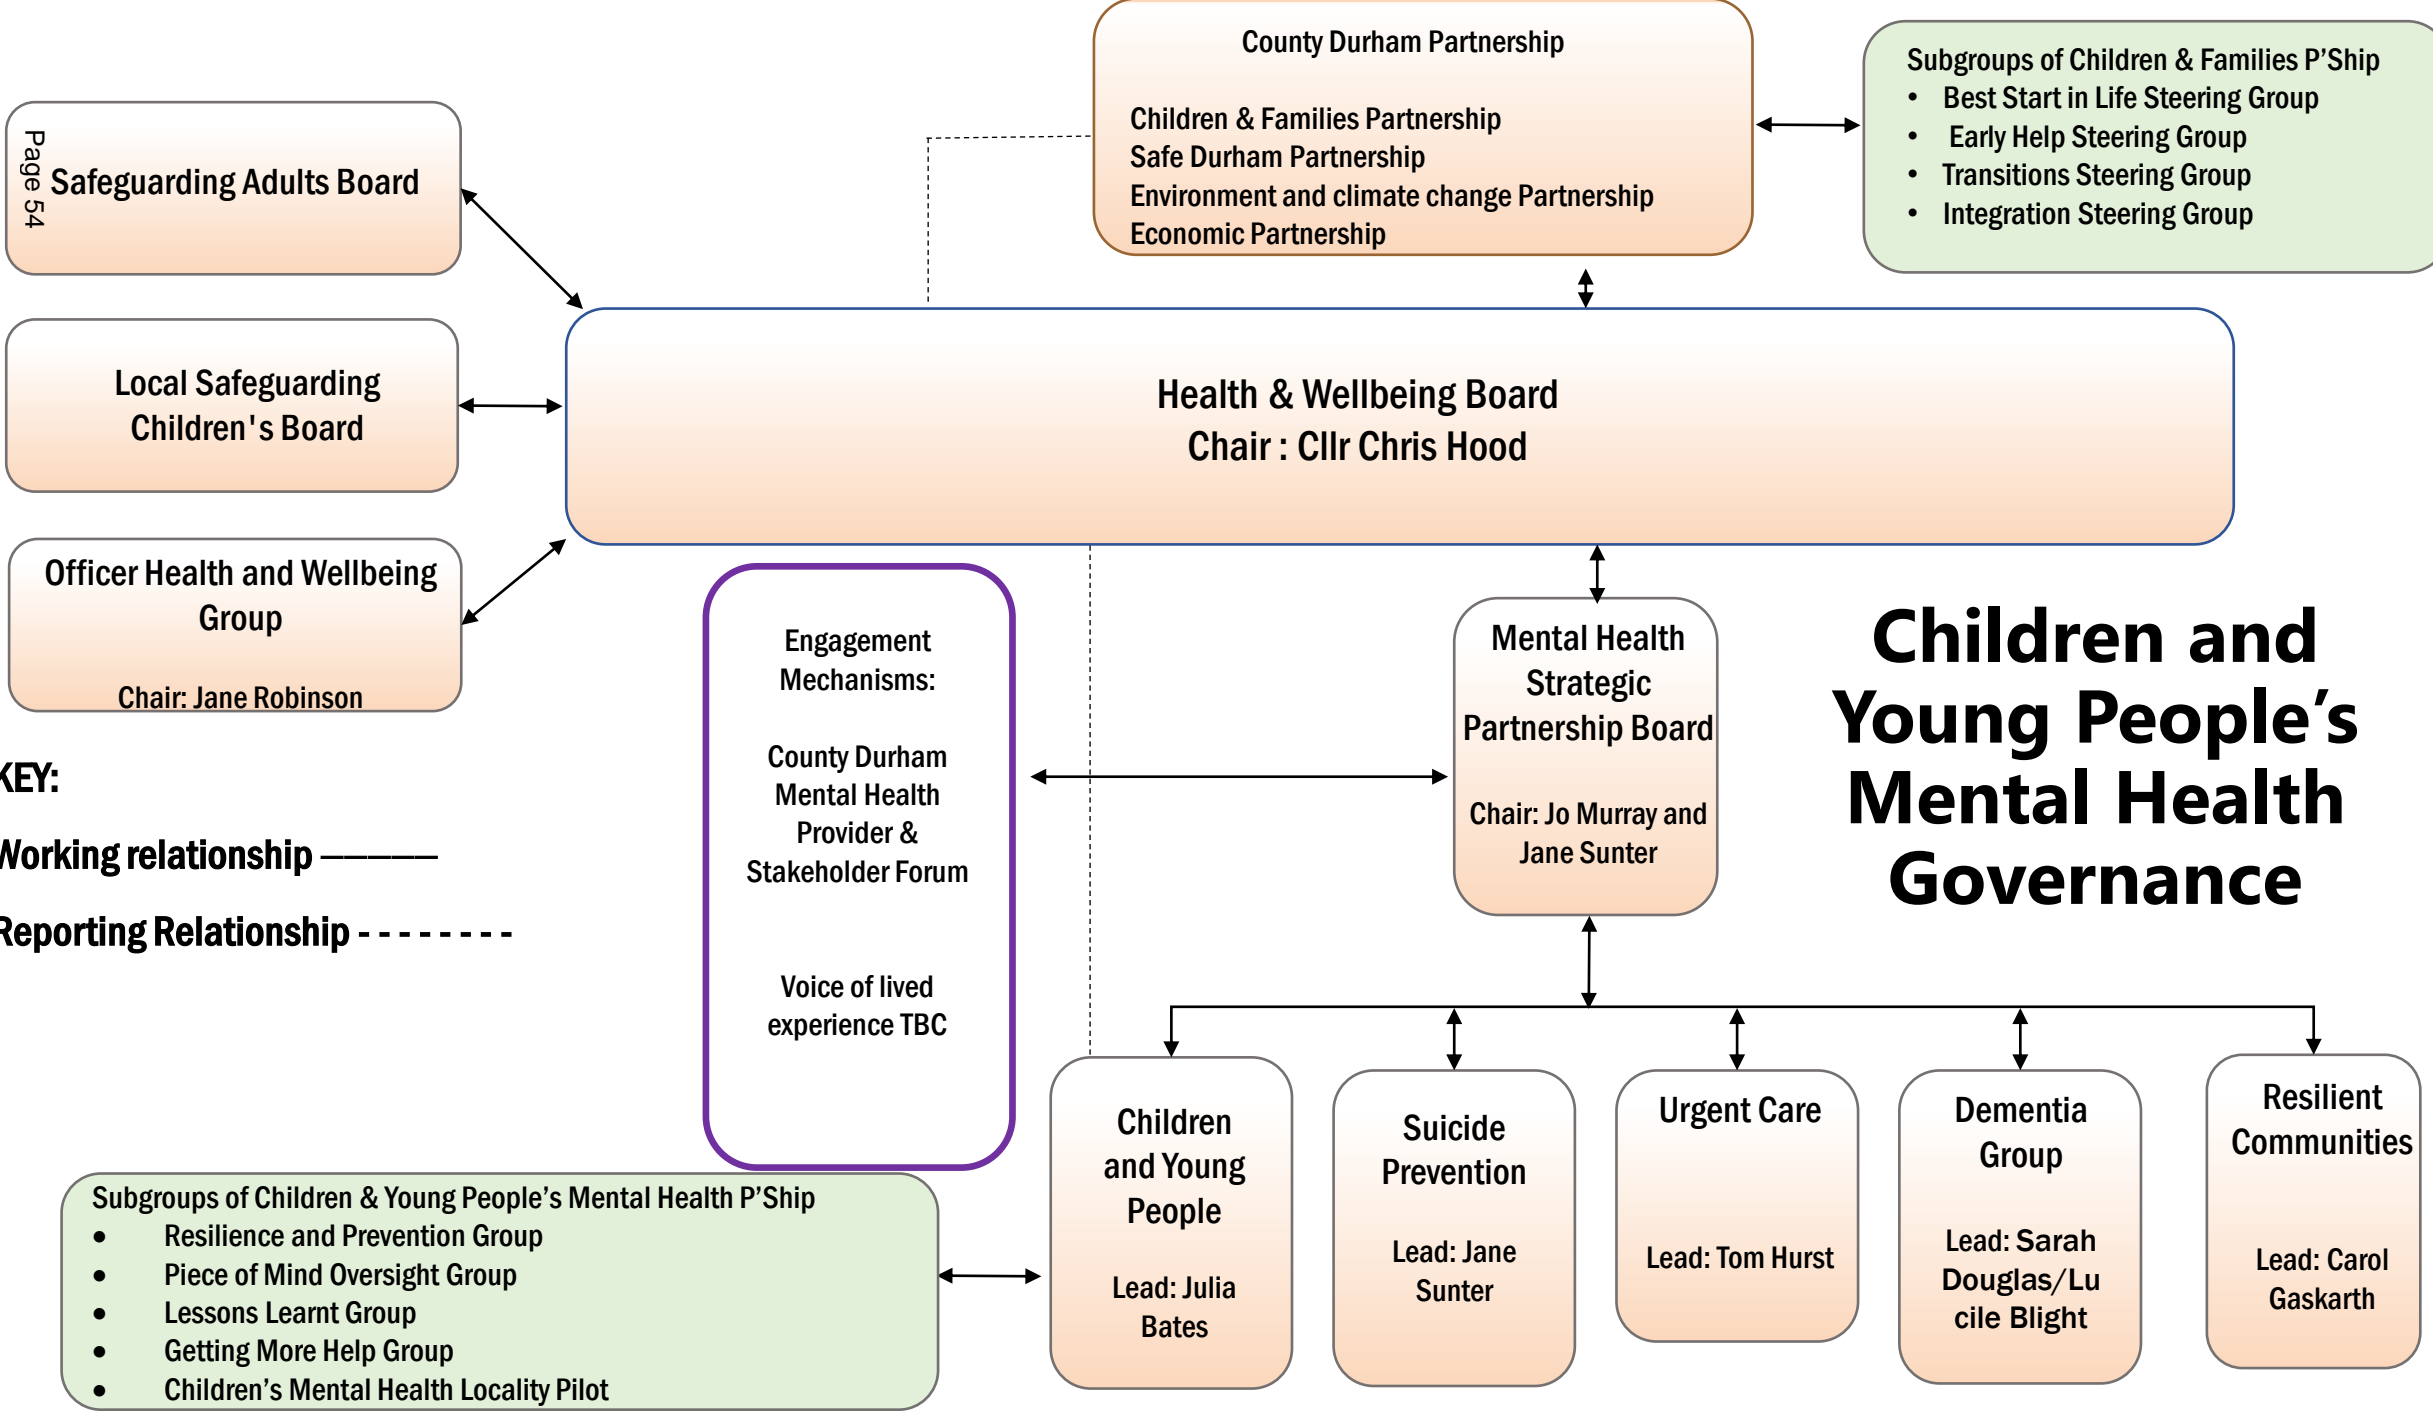 County Durham Partnership
Children & Families Partnership
Safe Durham Partnership
Environment and climate change Partnership
Economic Partnership
Subgroups of Children & Families P’Ship
• Best Start in Life Steering Group
• Early Help Steering Group
• Transitions Steering Group
• Integration Steering Group
Page 54
Safeguarding Adults Board
Local Safeguarding
Children's Board
Officer Health and Wellbeing
Group
Chair: Jane Robinson
Health & Wellbeing Board
Chair : Cllr Chris Hood
KEY:
Working relationship ––––––
Reporting Relationship - - - - - - - -
Engagement
Mechanisms:
County Durham
Mental Health
Provider &
Stakeholder Forum
Voice of lived
experience TBC
Mental Health
Strategic
Partnership Board
Chair: Jo Murray and
Jane Sunter
Children and
Young People’s
Mental Health
Governance
Subgroups of Children & Young People’s Mental Health P’Ship
• Resilience and Prevention Group
• Piece of Mind Oversight Group
• Lessons Learnt Group
• Getting More Help Group
• Children’s Mental Health Locality Pilot
Children
and Young
People
Lead: Julia
Bates
Suicide
Prevention
Lead: Jane
Sunter
Urgent Care
Lead: Tom Hurst
Dementia
Group
Lead: Sarah
Douglas/Lu
cile Blight
Resilient
Communities
Lead: Carol
Gaskarth